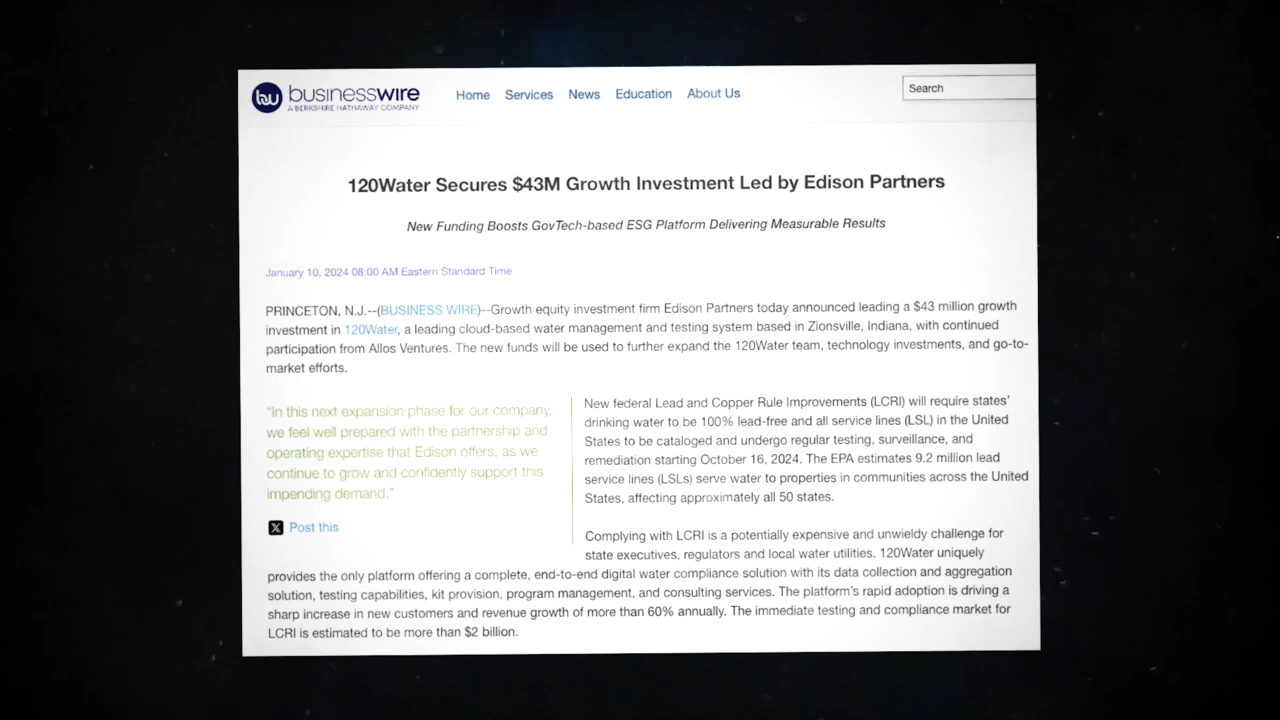 businesswire
A BERKSHIRE HATHAWAY COMPANY
Home Services News Education About Us
Search
120Water Secures $43M Growth Investment Led by Edison Partners
New Funding Boosts GovTech-based ESG Platform Delivering Measurable Results
January 10, 2024 08:00 AM Eastern Standard Time
PRINCETON, N.J.--(BUSINESS WIRE)--Growth equity investment firm Edison Partners today announced leading a $43 million growth
investment in 120Water, a leading cloud-based water management and testing system based in Zionsville, Indiana, with continued
participation from Allos Ventures. The new funds will be used to further expand the 120Water team, technology investments, and go-to-
market efforts.
“In this next expansion phase for our company,
we feel well prepared with the partnership and
operating expertise that Edison offers, as we
continue to grow and confidently support this
impending demand.”
Post this
New federal Lead and Copper Rule Improvements (LCRI) will require states’
drinking water to be 100% lead-free and all service lines (LSL) in the United
States to be cataloged and undergo regular testing, surveillance, and
remediation starting October 16, 2024. The EPA estimates 9.2 million lead
service lines (LSLs) serve water to properties in communities across the United
States, affecting approximately all 50 states.
Complying with LCRI is a potentially expensive and unwieldy challenge for
state executives, regulators and local water utilities. 120Water uniquely
provides the only platform offering a complete, end-to-end digital water compliance solution with its data collection and aggregation
solution, testing capabilities, kit provision, program management, and consulting services. The platform’s rapid adoption is driving a
sharp increase in new customers and revenue growth of more than 60% annually. The immediate testing and compliance market for
LCRI is estimated to be more than $2 billion.